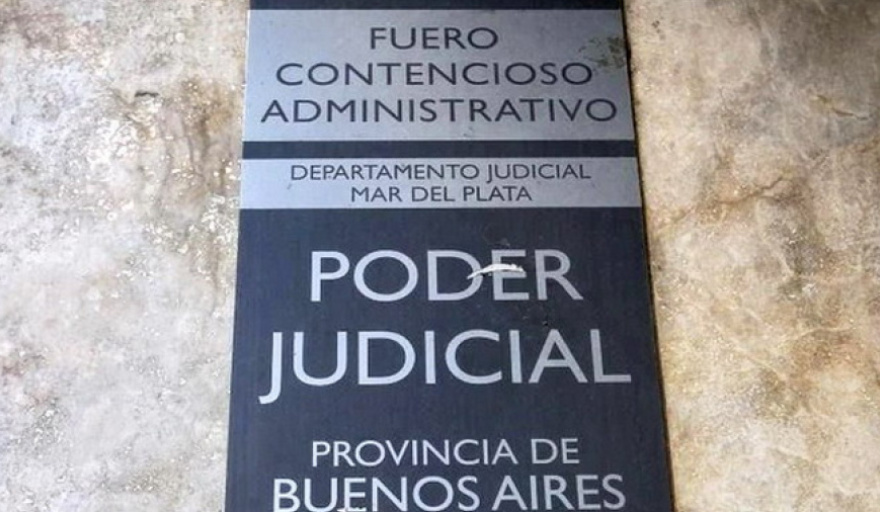 FUERO
CONTENCIOSO
ADMINISTRATIVO
DEPARTAMENTO JUDICIAL
MAR DEL PLATA
PODER
JUDICIAL
PROVINCIA DE
BUENOS AIRES